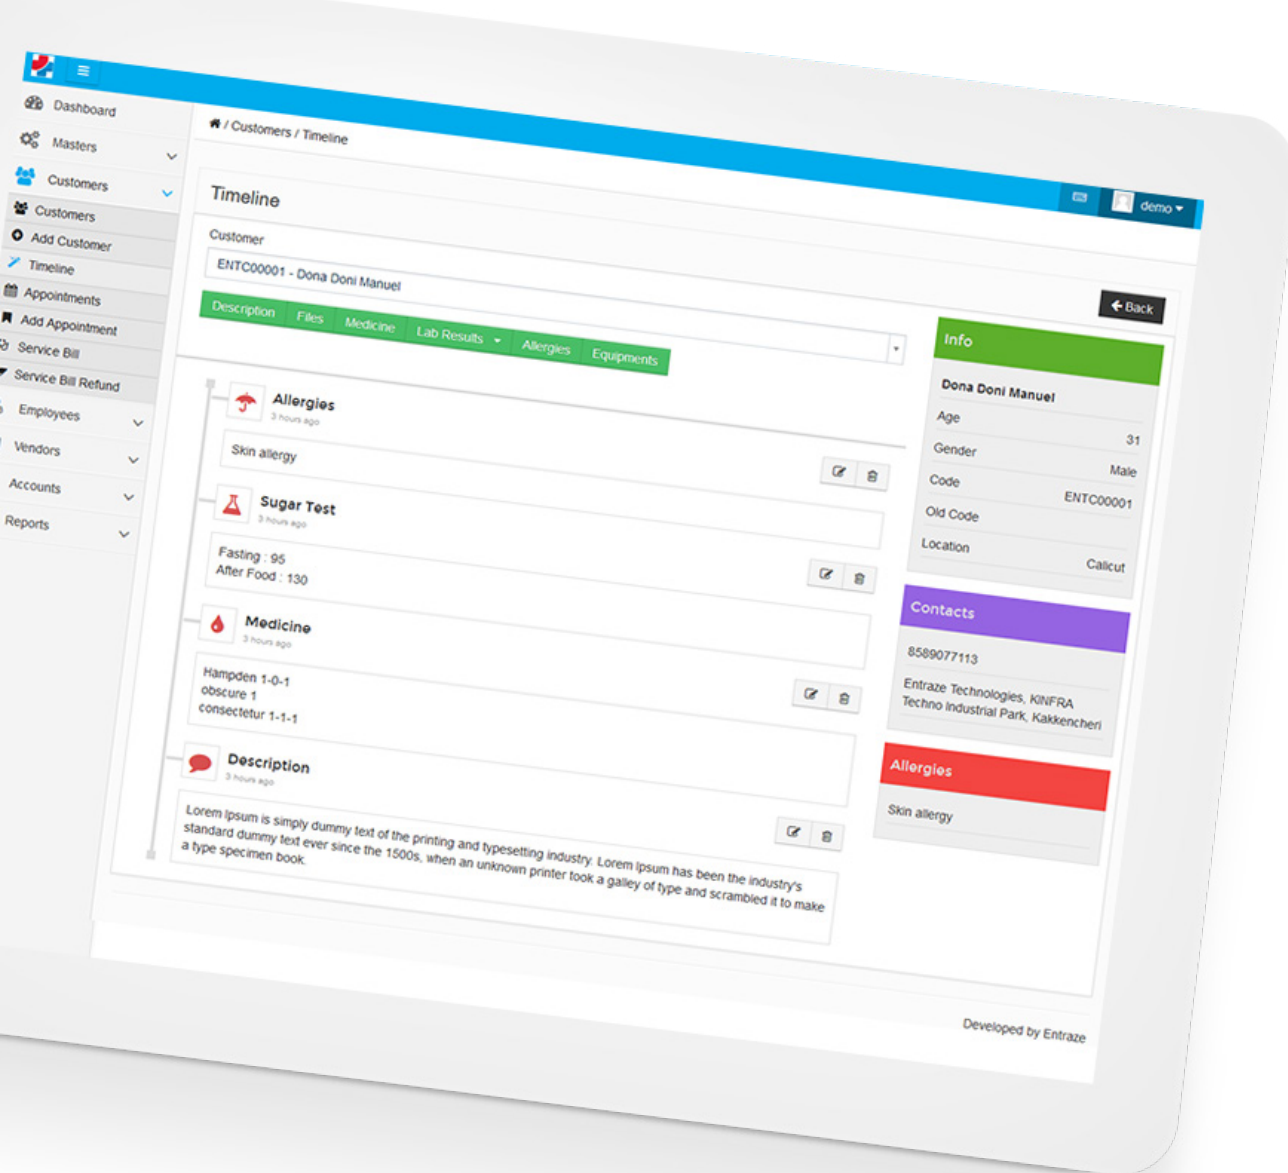 demo
Dashboard
Masters
Customers
Customers
Add Customer
Timeline
Appointments
Add Appointment
Service Bill
Service Bill Refund
Employees
Vendors
Accounts
Reports
/ Customers / Timeline
Timeline
Back
Customer
ENTC00001 - Dona Doni Manuel
Description Files Medicine Lab Results Allergies Equipments
Allergies
3 hours ago
Skin allergy
Sugar Test
3 hours ago
Fasting : 95
After Food : 130
Medicine
3 hours ago
Hampden 1-0-1
obscure 1
consectetur 1-1-1
Description
3 hours ago
Lorem Ipsum is simply dummy text of the printing and typesetting industry. Lorem Ipsum has been the industry's
standard dummy text ever since the 1500s, when an unknown printer took a galley of type and scrambled it to make
a type specimen book.
Info
Dona Doni Manuel
Age 31
Gender Male
Code ENTC00001
Old Code
Location Calicut
Contacts
8589077113
Entraze Technologies, KINFRA
Techno Industrial Park, Kakkencheri
Allergies
Skin allergy
Developed by Entraze